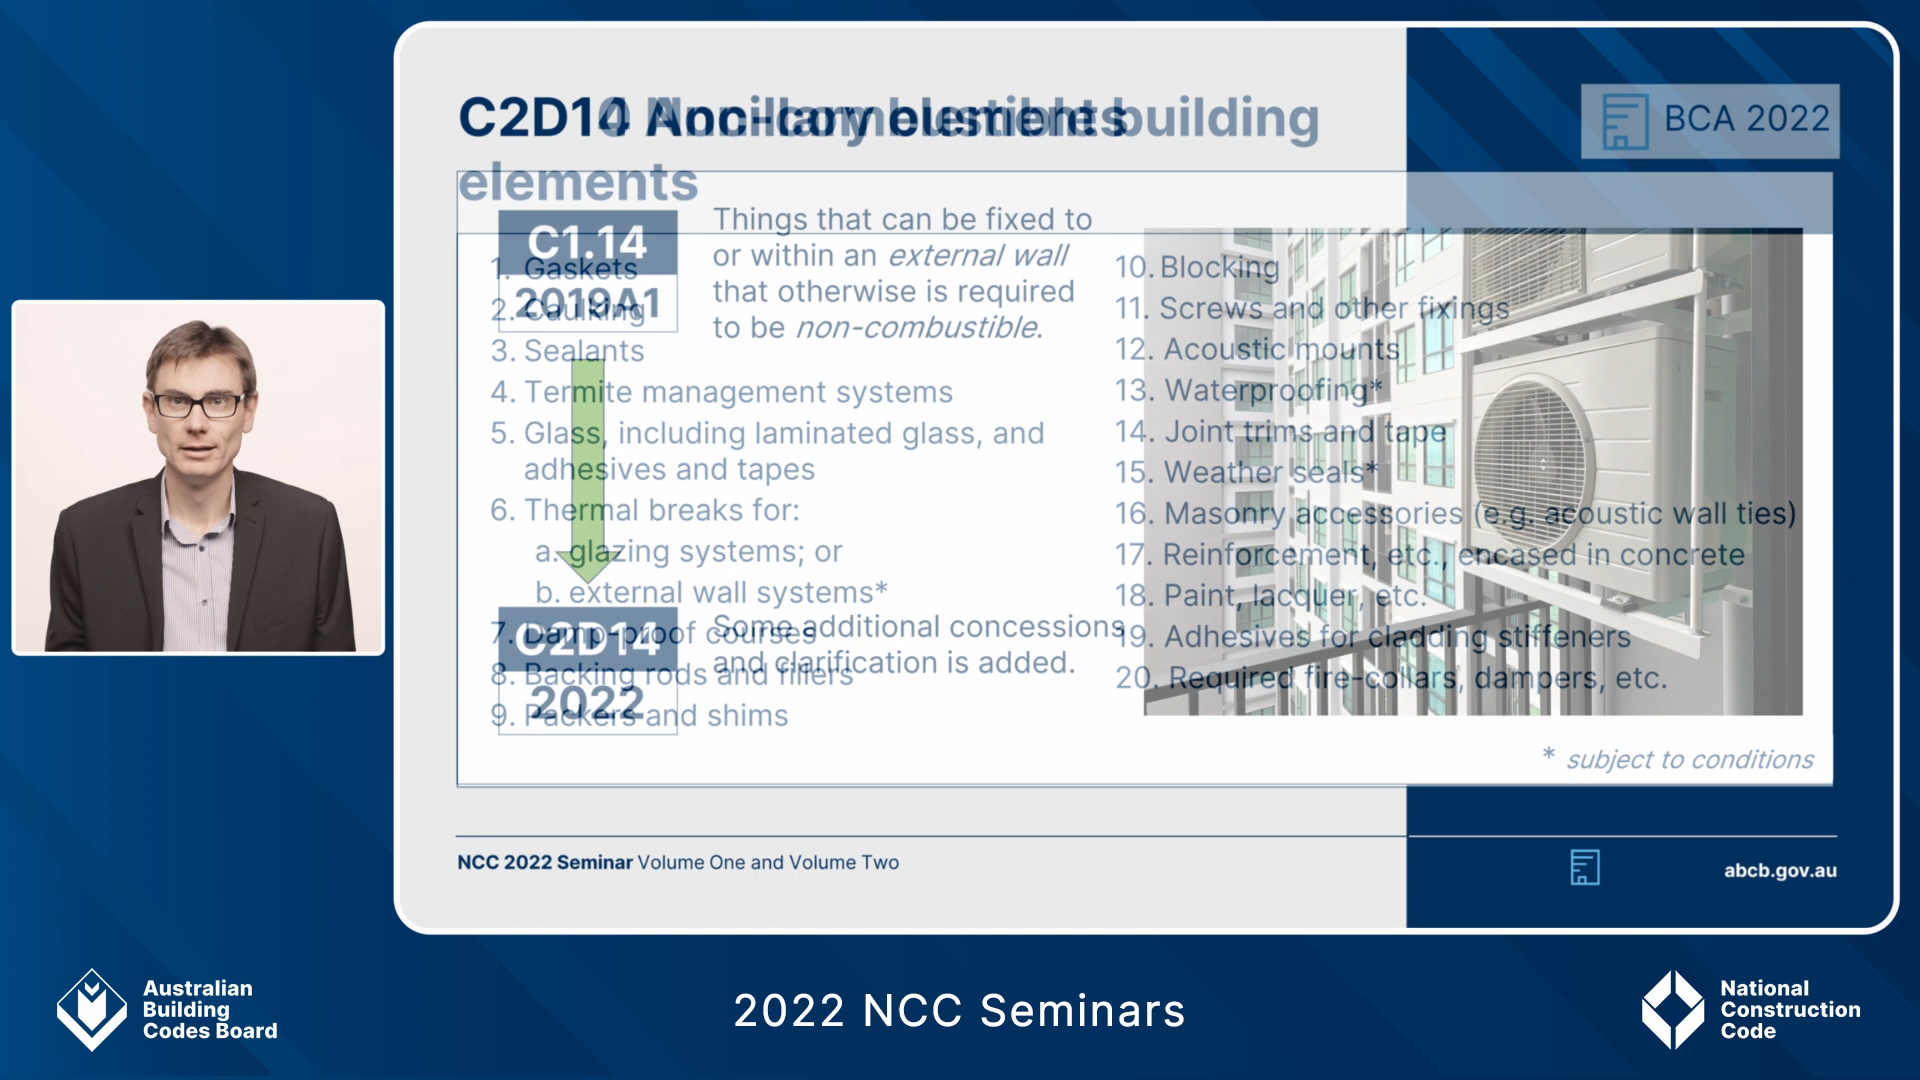 C2D14 Ancillary elements
C2D10 Non-combustible building
elements
BCA 2022
C1.14
2019A1
Things that can be fixed to
or within an external wall
that otherwise is required
to be non-combustible.
C2D14
2022
Some additional concessions
and clarification is added.
1. Gaskets
2. Caulking
3. Sealants
4. Termite management systems
5. Glass, including laminated glass, and
adhesives and tapes
6. Thermal breaks for:
a. glazing systems; or
b. external wall systems*
7. Damp-proof courses
8. Backing rods and fillers
9. Packers and shims
10. Blocking
11. Screws and other fixings
12. Acoustic mounts
13. Waterproofing*
14. Joint trims and tape
15. Weather seals*
16. Masonry accessories (e.g. acoustic wall ties)
17. Reinforcement, etc., encased in concrete
18. Paint, lacquer, etc.
19. Adhesives for cladding stiffeners
20. Required fire-collars, dampers, etc.
* subject to conditions
NCC 2022 Seminar Volume One and Volume Two
abcb.gov.au
Australian
Building
Codes Board
2022 NCC Seminars
National
Construction
Code